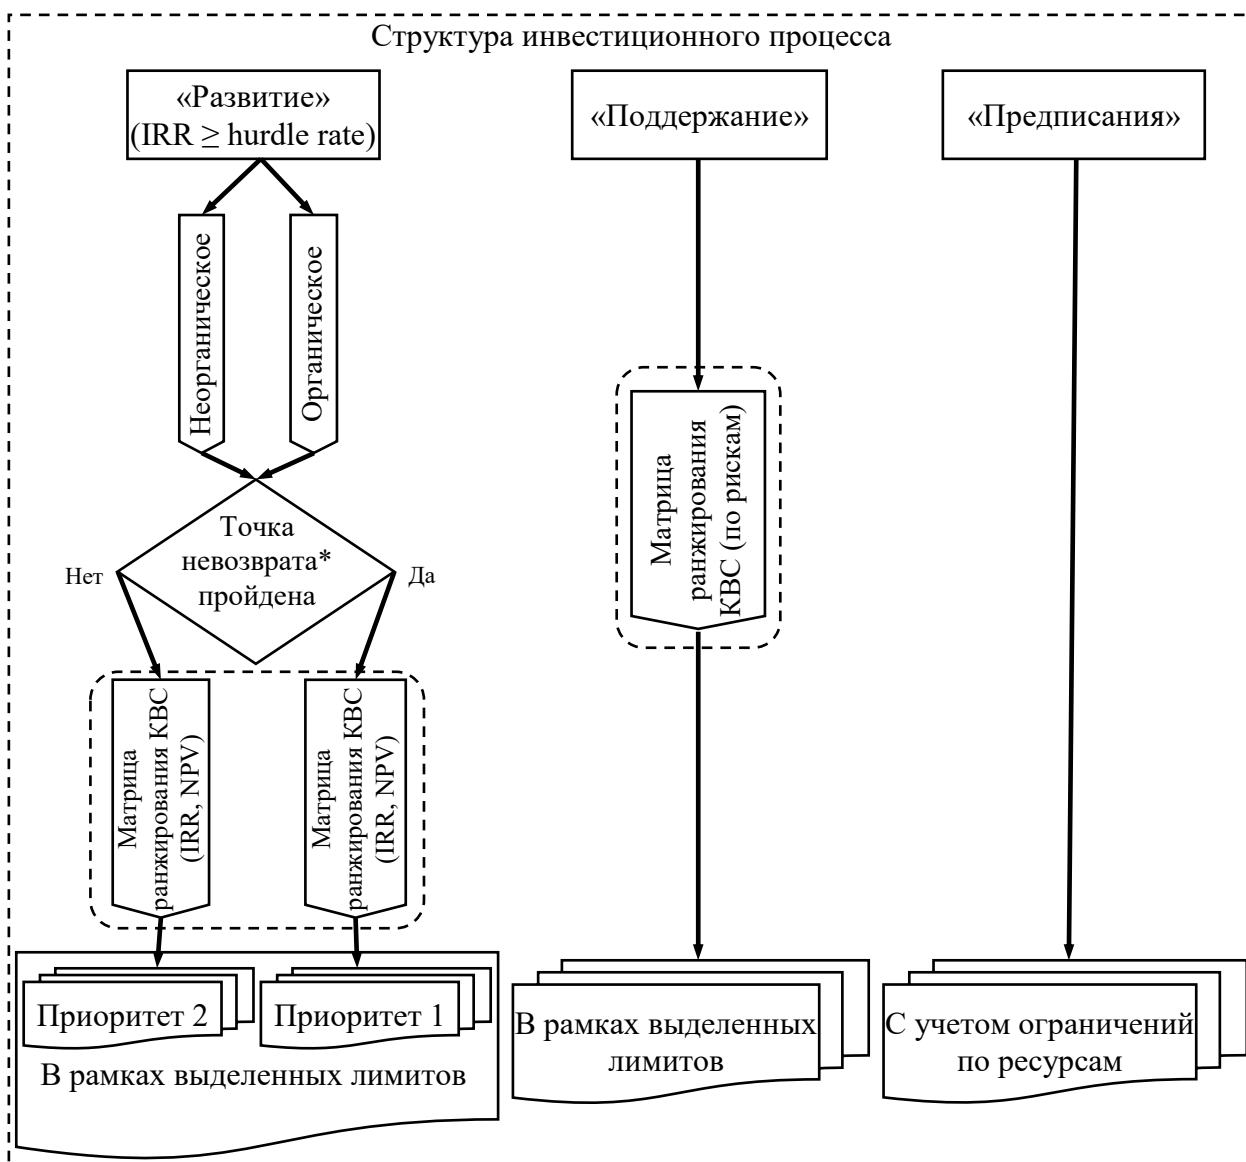 Структура инвестиционного процесса
«Развитие»
(IRR ≥ hurdle rate)
«Поддержание»
«Предписания»
Неорганическое
Органическое
Матрица
ранжирования
КВС (по рискам)
Точка
невозврата*
пройдена
Нет
Да
Матрица
ранжирования КВС
(IRR, NPV)
Матрица
ранжирования КВС
(IRR, NPV)
Приоритет 2
Приоритет 1
В рамках выделенных лимитов
В рамках выделенных
лимитов
С учетом ограничений
по ресурсам